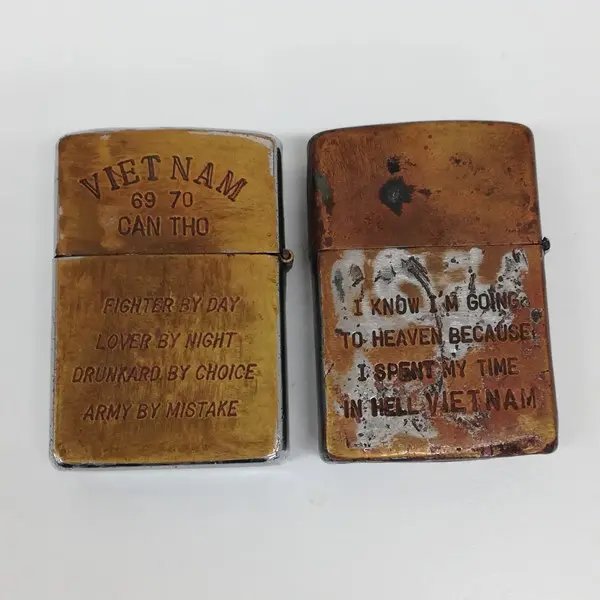 VIETNAM
69 70
CAN THO
FIGHTER BY DAY
LOVER BY NIGHT
DRUNKARD BY CHOICE
ARMY BY MISTAKE
I KNOW I'M GOING
TO HEAVEN BECAUSE
I SPENT MY TIME
IN HELL VIETNAM